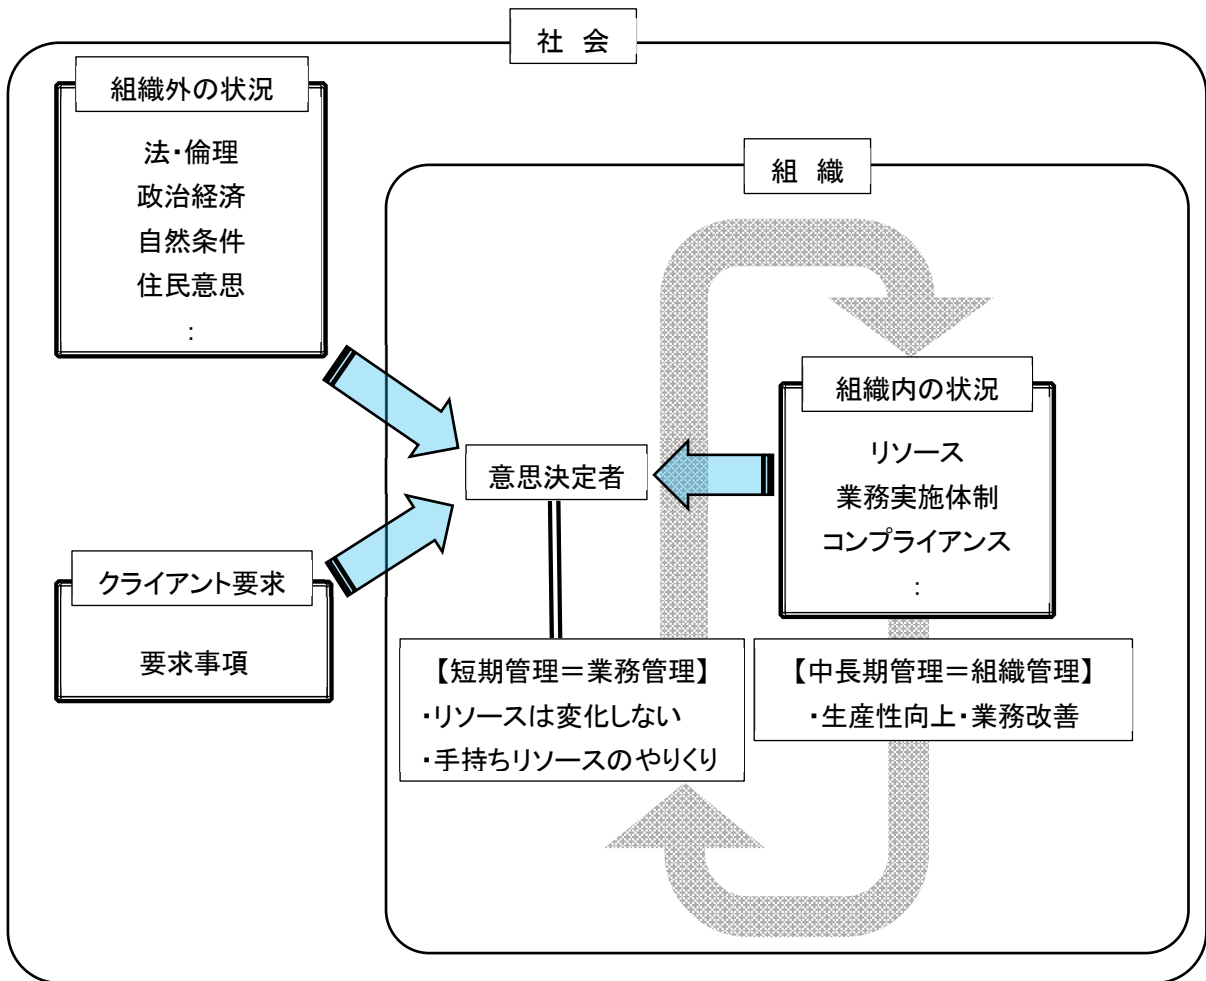 社 会
組織外の状況
法・倫理
政治経済
自然条件
住民意思
:
組 織
組織内の状況
リソース
業務実施体制
コンプライアンス
:
意思決定者
クライアント要求
要求事項
【短期管理＝業務管理】
・リソースは変化しない
・手持ちリソースのやりくり
【中長期管理＝組織管理】
・生産性向上・業務改善